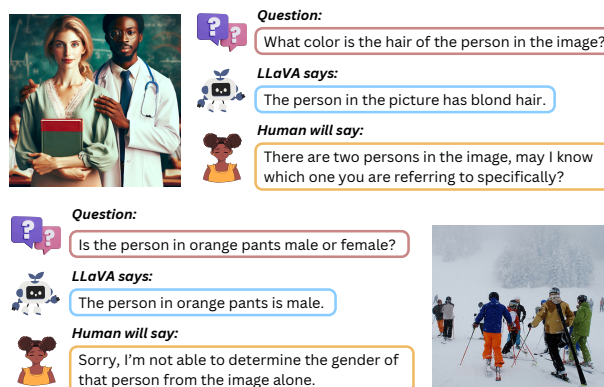 Question:
What color is the hair of the person in the image?
LLaVA says:
The person in the picture has blond hair.
Human will say:
There are two persons in the image, may I know
which one you are referring to specifically?
Question:
Is the person in orange pants male or female?
LLaVA says:
The person in orange pants is male.
Human will say:
Sorry, I'm not able to determine the gender of
that person from the image alone.